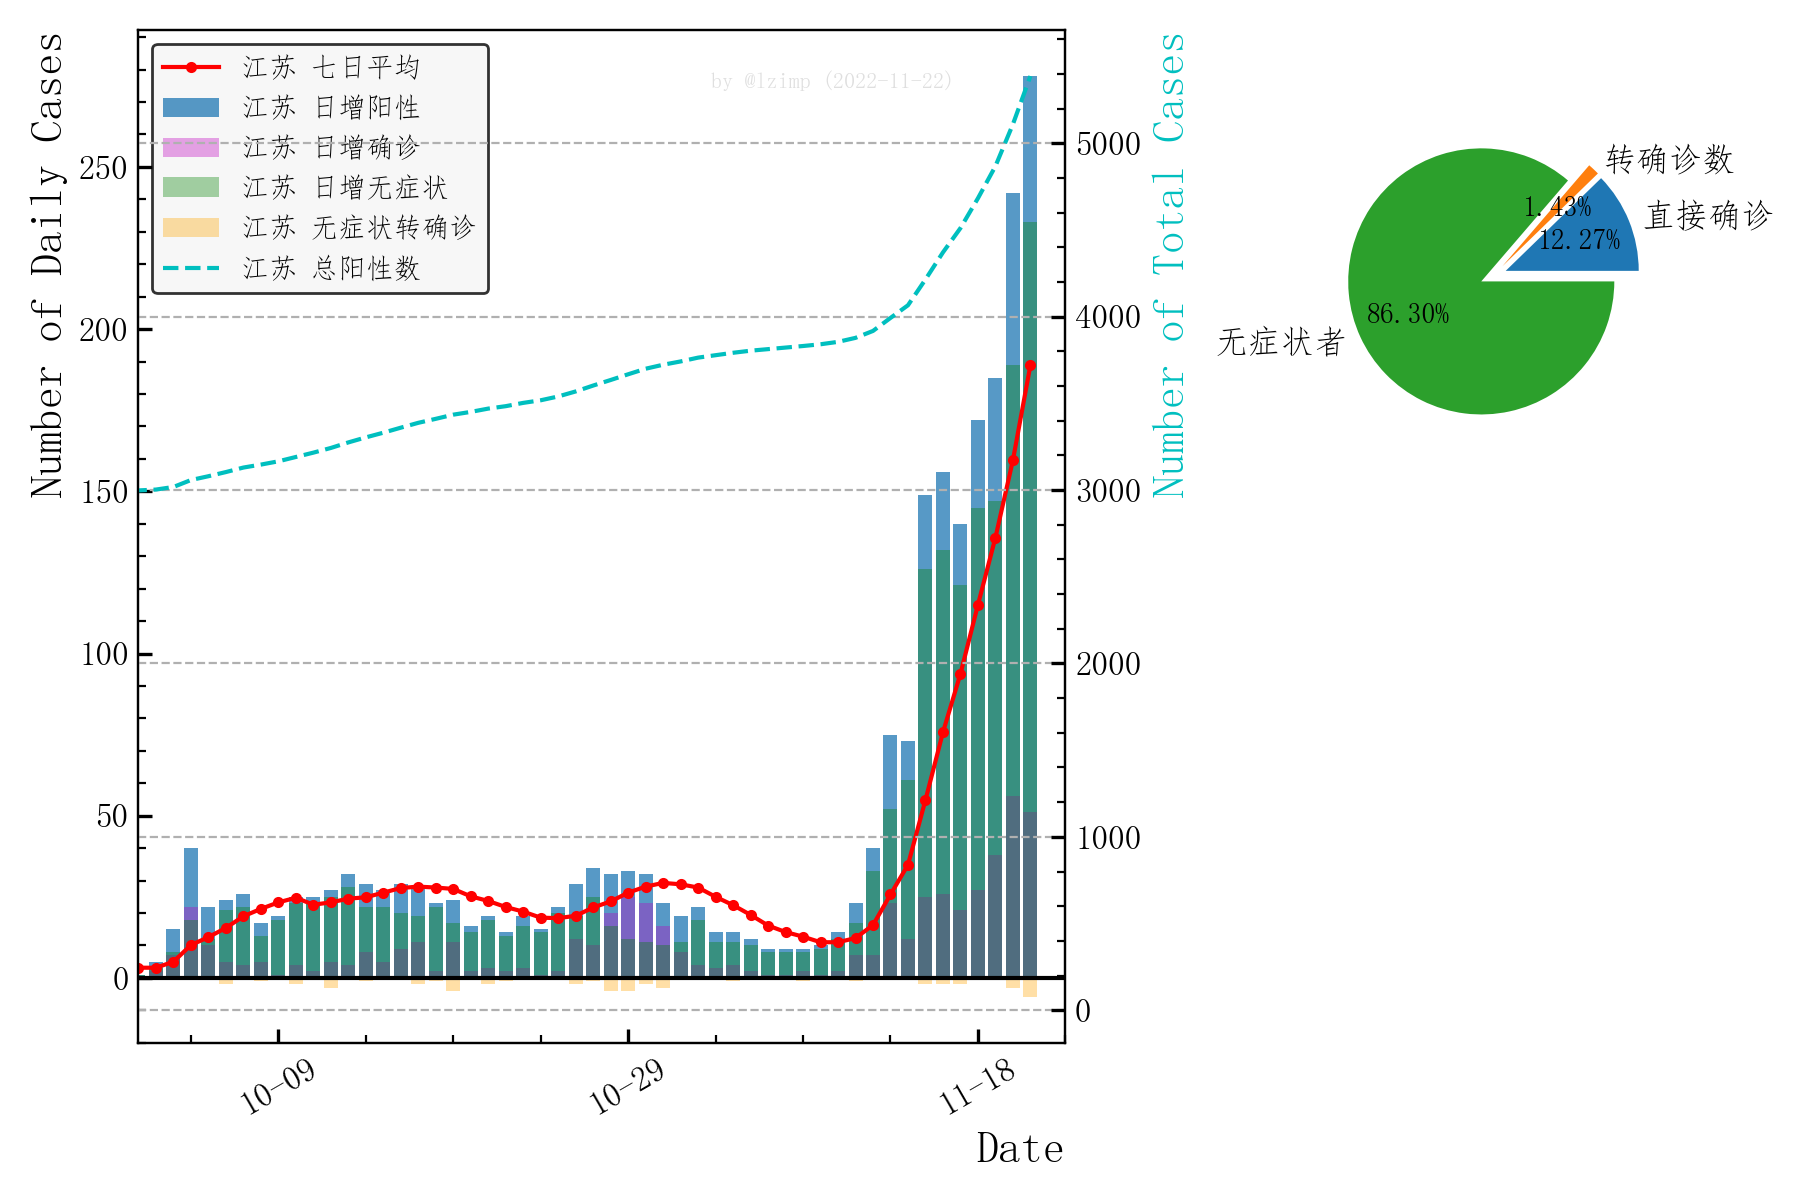 Number of Daily Cases
250
200
150
100
50
0
江苏 七日平均
江苏 日增阳性
江苏 日增确诊
江苏 日增无症状
江苏 无症状转确诊
江苏 总阳性数
by @lzimp (2022-11-22)
5000
4000
3000
2000
1000
0
Number of Total Cases
10-09
10-29
11-18
Date
转确诊数
1.43%
直接确诊
12.27%
86.30%
无症状者